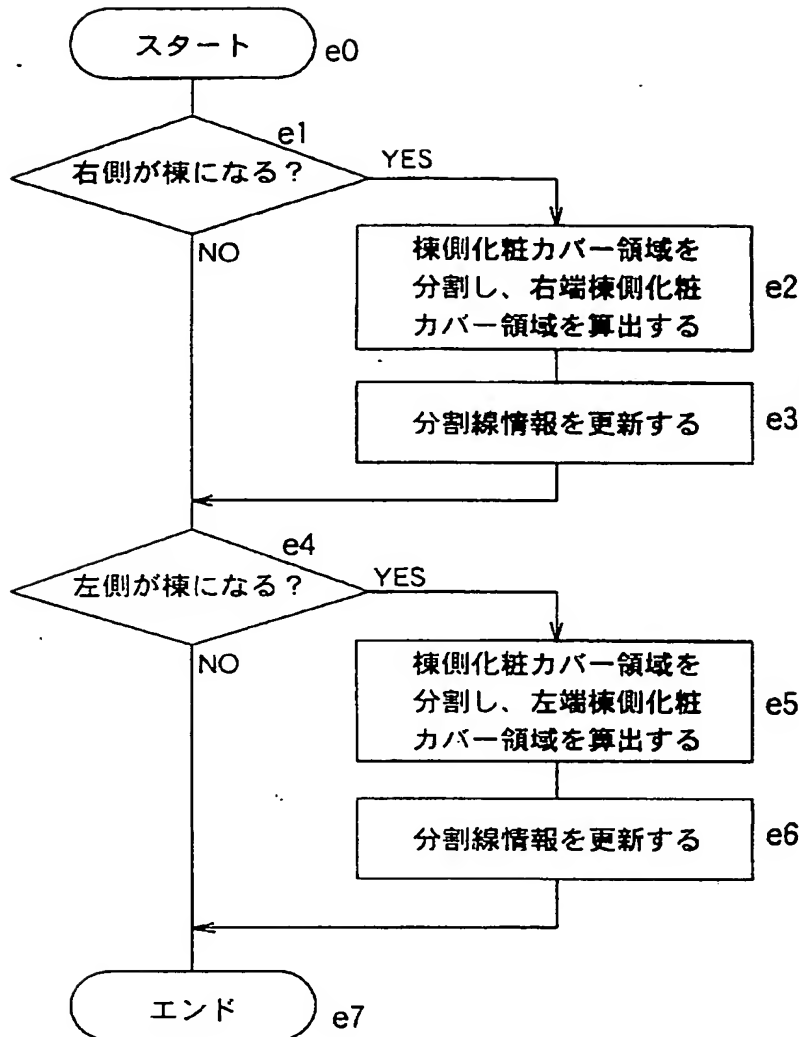 スタート
e0
e1
右側が棟になる？
YES
NO
棟側化粧カバー領域を
分割し、右端棟側化粧
カバー領域を算出する
e2
分割線情報を更新する
e3
e4
左側が棟になる？
YES
NO
棟側化粧カバー領域を
分割し、左端棟側化粧
カバー領域を算出する
e5
分割線情報を更新する
e6
エンド
e7